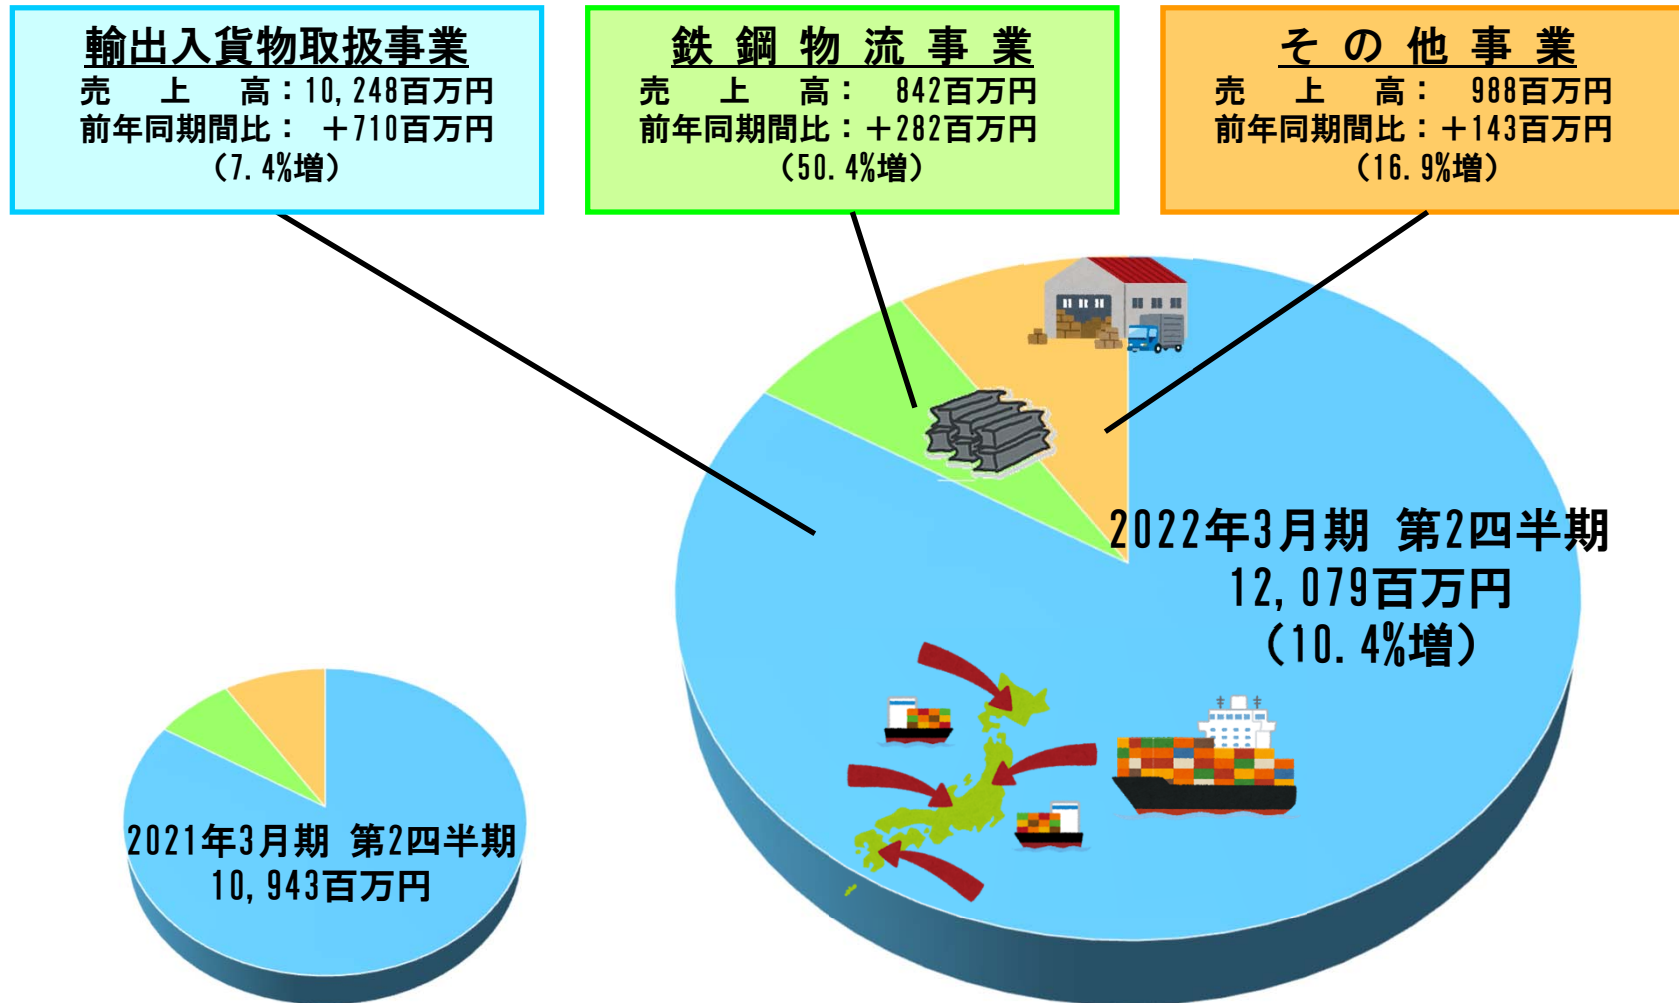 輸出入貨物取扱事業
売上高：10,248百万円
前年同期間比：＋710百万円
（7.4%増）
鉄鋼物流事業
売上高：842百万円
前年同期間比：＋282百万円
（50.4%増）
その他事業
売上高：988百万円
前年同期間比：＋143百万円
（16.9%増）
2022年3月期 第2四半期
12,079百万円
（10.4%増）
2021年3月期 第2四半期
10,943百万円